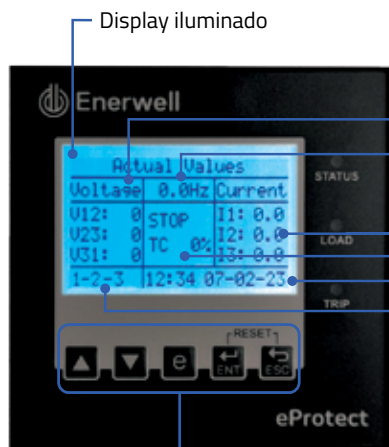 Display iluminado
Enerwell
Actual Values
Voltage 0.0Hz Current
V12: 0 STOP I1: 0.0
V23: 0 TC 0% I2: 0.0
V31: 0 I3: 0.0
1-2-3 12:34 07-02-23
STATUS
LOAD
TRIP
RESET
e ENT ESC
eProtect